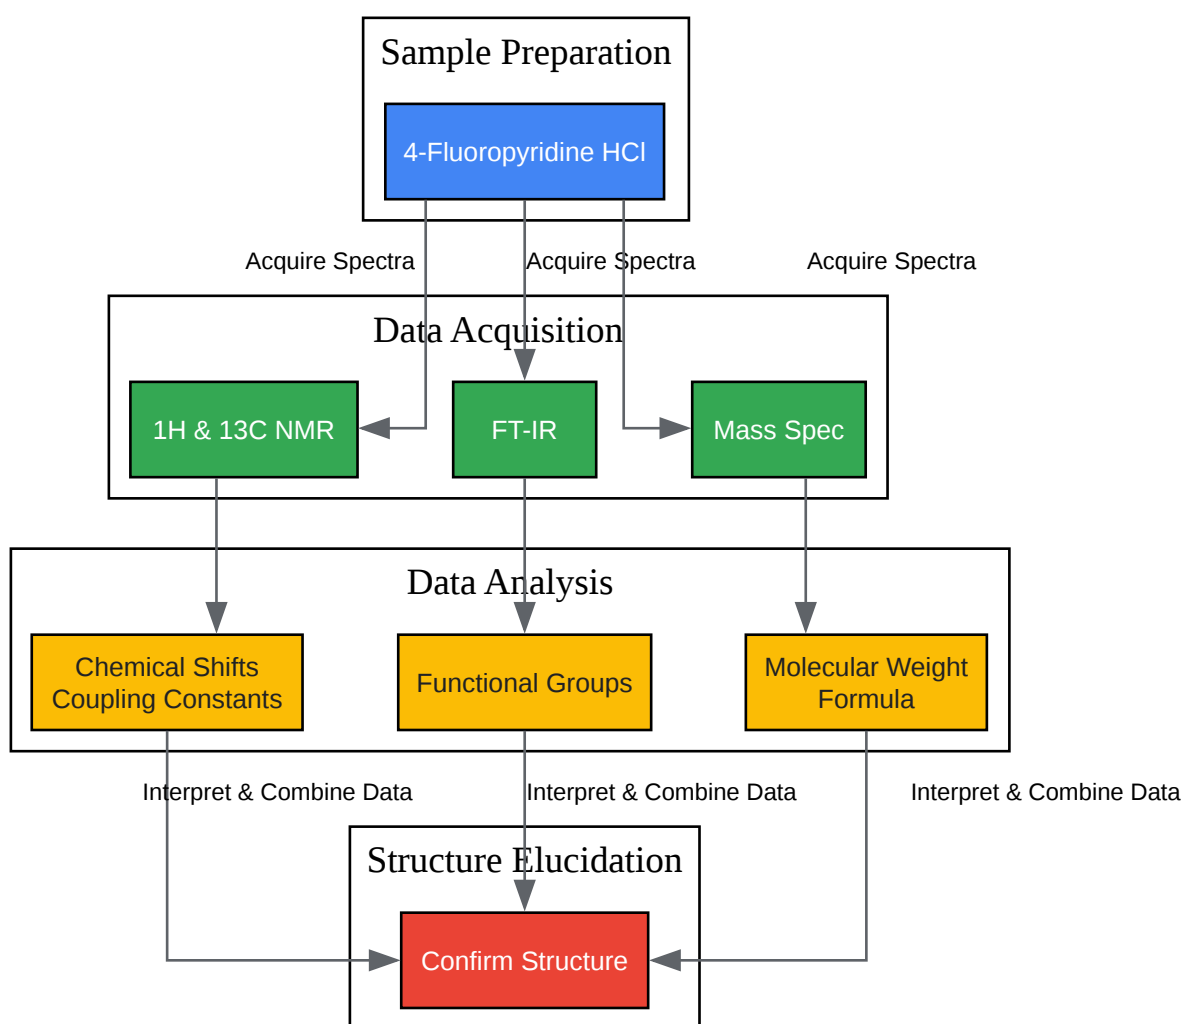 Sample Preparation
4-Fluoropyridine HCl
Acquire Spectra
Acquire Spectra
Acquire Spectra
Data Acquisition
1H & 13C NMR
FT-IR
Mass Spec
Data Analysis
Chemical Shifts
Coupling Constants
Functional Groups
Molecular Weight
Formula
Interpret & Combine Data
Interpret & Combine Data
Interpret & Combine Data
Structure Elucidation
Confirm Structure